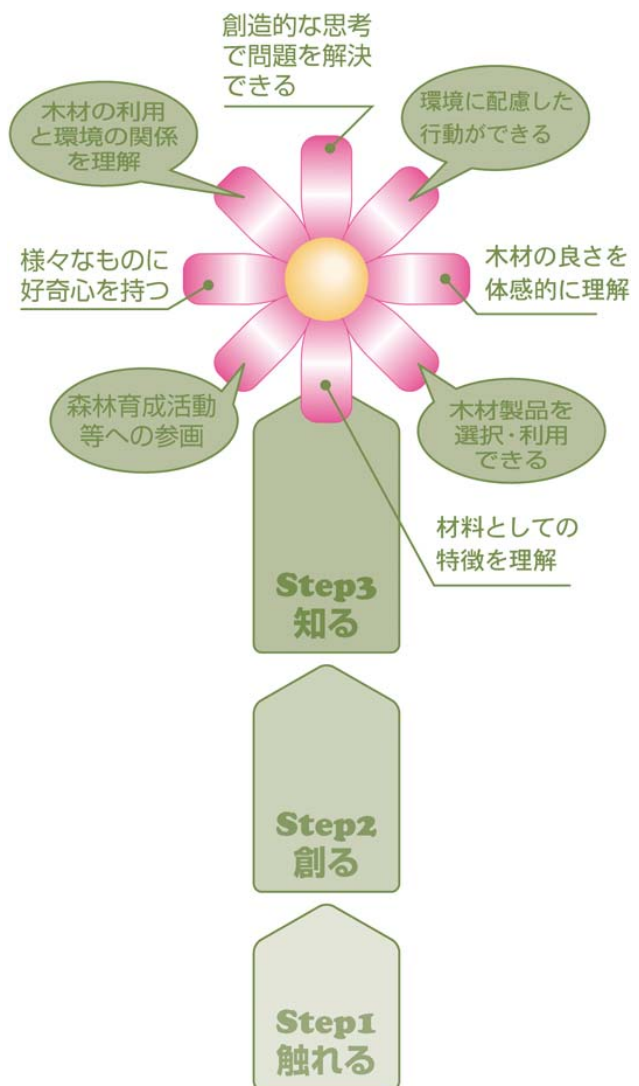 創造的な思考
で問題を解決
できる
木材の利用
と環境の関係
を理解
環境に配慮した
行動ができる
様々なものに
好奇心を持つ
木材の良さを
体感的に理解
森林育成活動
等への参画
木材製品を
選択・利用
できる
材料としての
特徴を理解
Step3
知る
Step2
創る
Step1
触れる